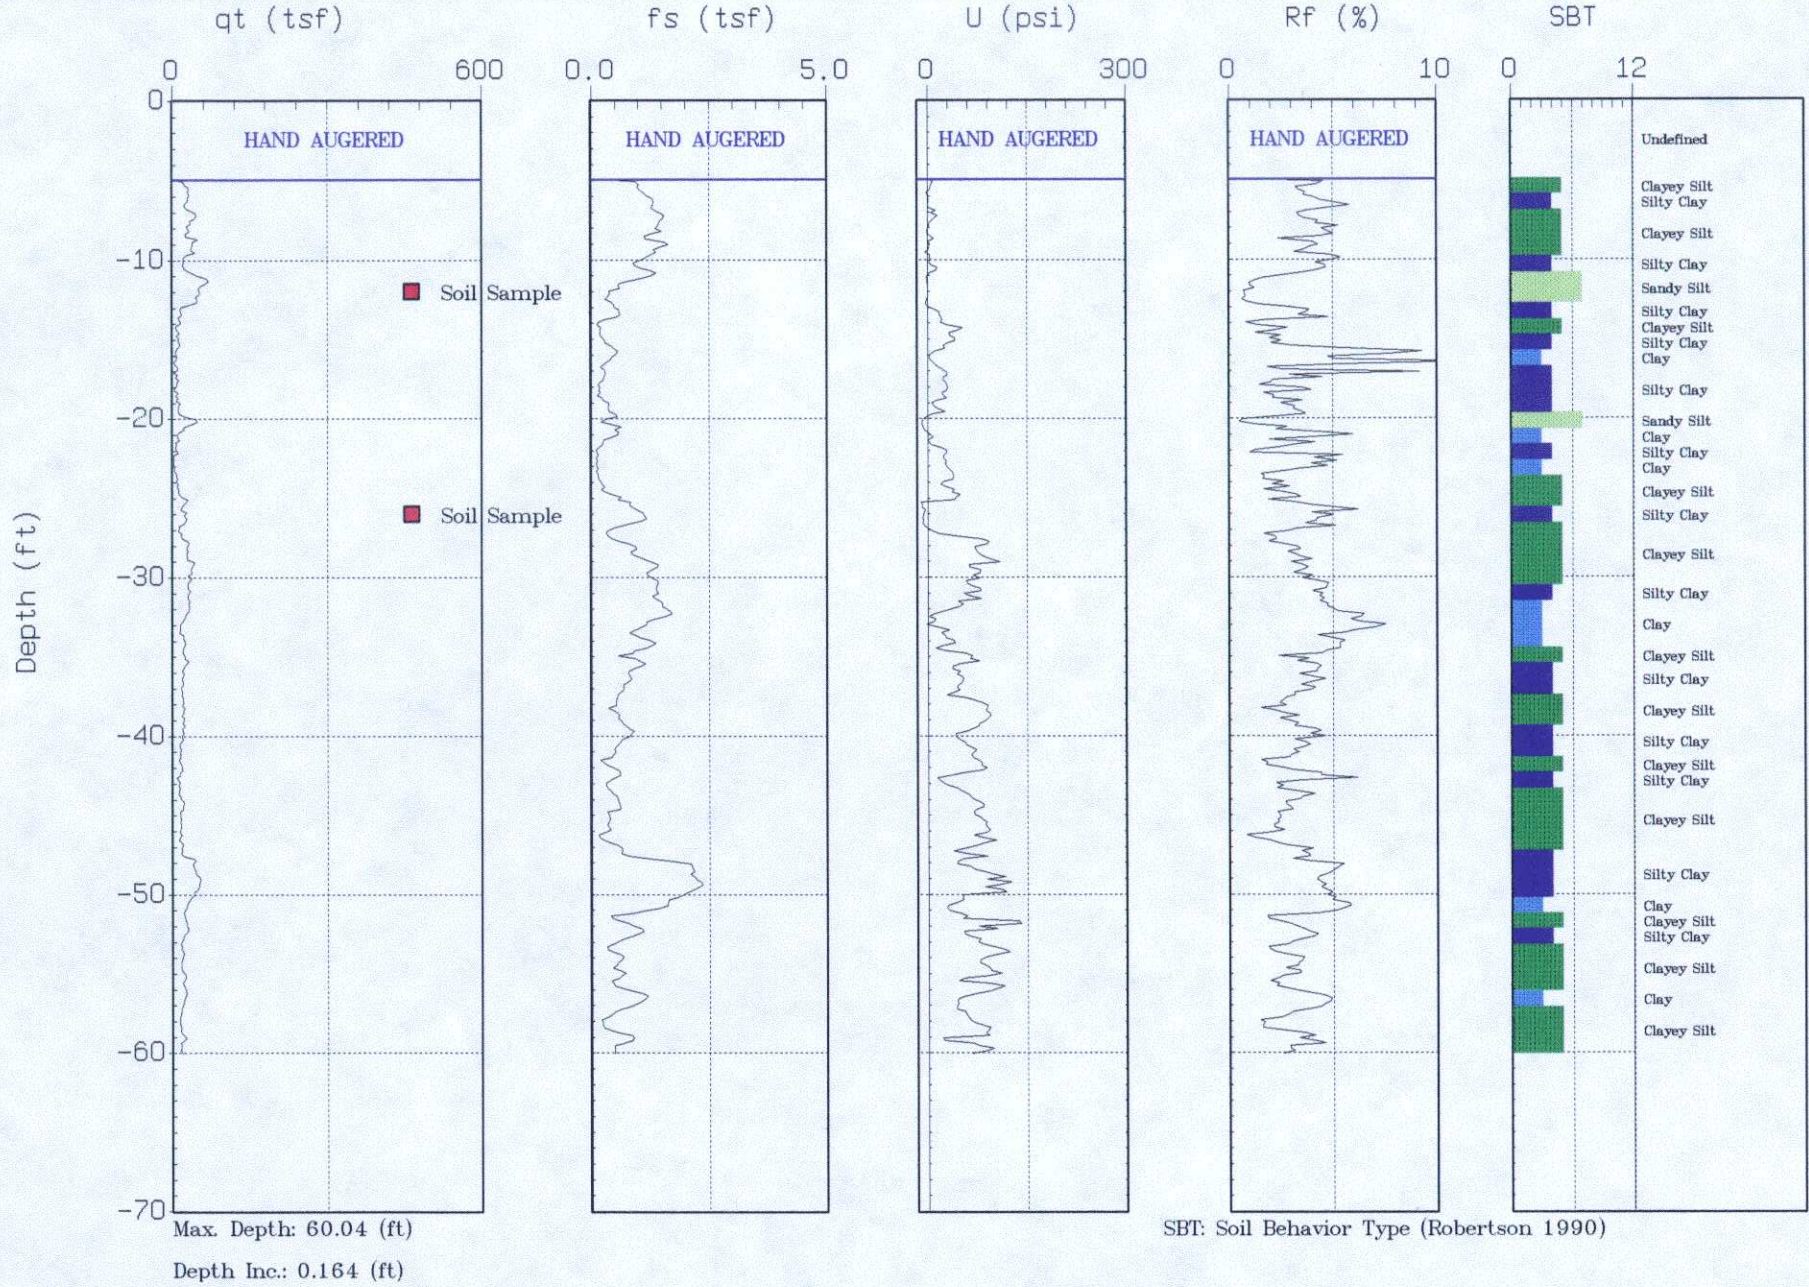 qt (tsf) fs (tsf) U (psi) Rf (%) SBT
0 600 0.0 5.0 0 300 0 10 0 12
0
HAND AUGERED HAND AUGERED HAND AUGERED HAND AUGERED Undefined
Clayey Silt
Silty Clay
Clayey Silt
-10
Silty Clay
Soil Sample Sandy Silt
Silty Clay
Clayey Silt
Silty Clay
Clay
Silty Clay
-20 Sandy Silt
Clay
Silty Clay
Clay
Clayey Silt
Soil Sample Silty Clay
Clayey Silt
-30
Silty Clay
Clay
Depth (ft)
Clayey Silt
Silty Clay
Clayey Silt
-40 Silty Clay
Clayey Silt
Silty Clay
Clayey Silt
Silty Clay
-50
Clay
Clayey Silt
Silty Clay
Clayey Silt
Clay
Clayey Silt
-60
-70
Max. Depth: 60.04 (ft) SBT: Soil Behavior Type (Robertson 1990)
Depth Inc.: 0.164 (ft)